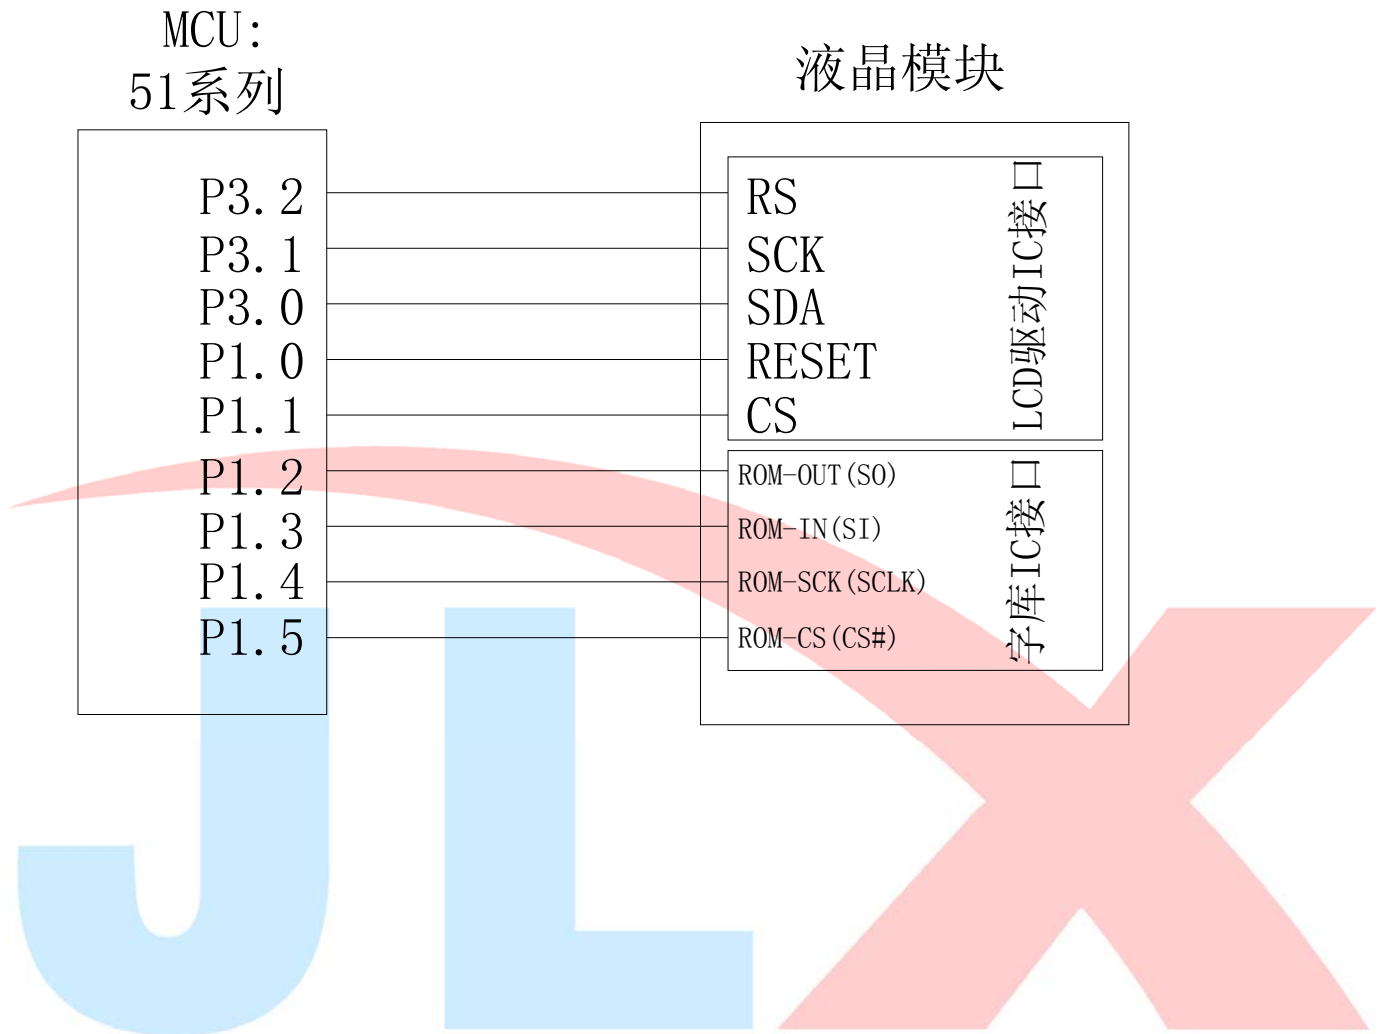 MCU:
51系列
液晶模块
P3.2
P3.1
P3.0
P1.0
P1.1
P1.2
P1.3
P1.4
P1.5
RS
SCK
SDA
RESET
CS
LCD驱动IC接口
ROM-OUT(SO)
ROM-IN(SI)
ROM-SCK(SCLK)
ROM-CS(CS#)
字库IC接口
JLX